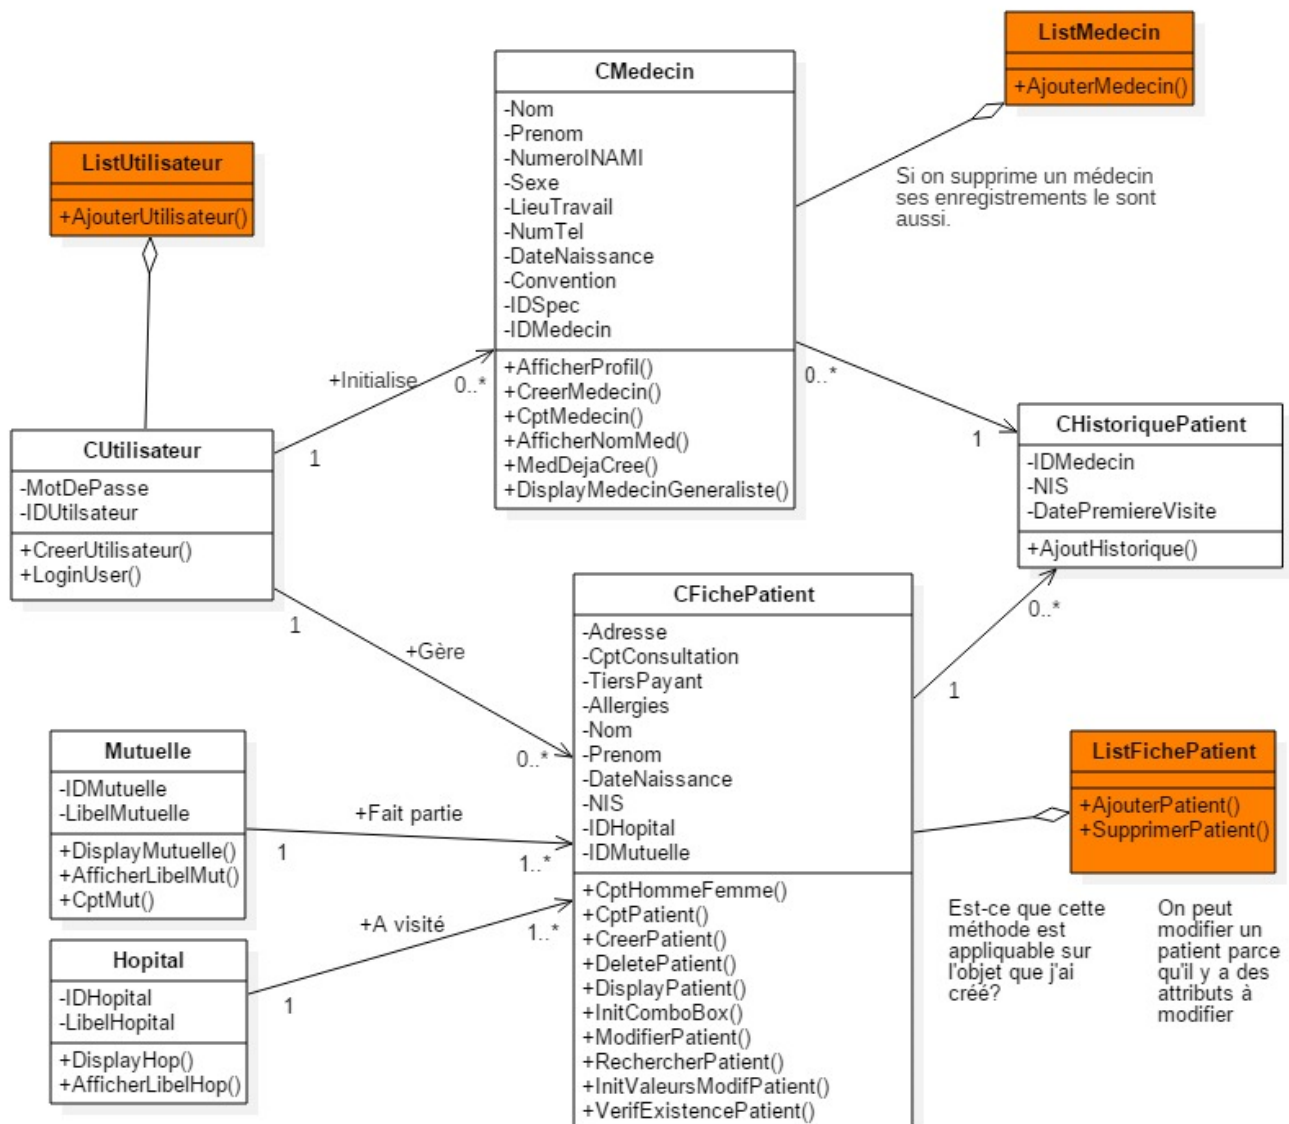 ListMedecin
+AjouterMedecin()
CMedecin
-Nom
-Prenom
-NumeroINAMI
-Sexe
-LieuTravail
-NumTel
-DateNaissance
-Convention
-IDSpec
-IDMedecin
+AfficherProfil()
+CreerMedecin()
+CptMedecin()
+AfficherNomMed()
+MedDejaCree()
+DisplayMedecinGeneraliste()
Si on supprime un médecin
ses enregistrements le sont
aussi.
ListUtilisateur
+AjouterUtilisateur()
+Initialise
0..*
1
0..*
1
CUtilisateur
-MotDePasse
-IDUtilsateur
+CreerUtilisateur()
+LoginUser()
CHistoriquePatient
-IDMedecin
-NIS
-DatePremiereVisite
+AjoutHistorique()
1
+Gère
0..*
0..*
1
CFichePatient
-Adresse
-CptConsultation
-TiersPayant
-Allergies
-Nom
-Prenom
-DateNaissance
-NIS
-IDHopital
-IDMutuelle
+CptHommeFemme()
+CptPatient()
+CreerPatient()
+DeletePatient()
+DisplayPatient()
+InitComboBox()
+ModifierPatient()
+RechercherPatient()
+InitValeursModifPatient()
+VerifExistencePatient()
Mutuelle
-IDMutuelle
-LibelMutuelle
+DisplayMutuelle()
+AfficherLibelMut()
+CptMut()
+Fait partie
1
1..*
Hopital
-IDHopital
-LibelHopital
+DisplayHop()
+AfficherLibelHop()
+A visité
1
1..*
ListFichePatient
+AjouterPatient()
+SupprimerPatient()
Est-ce que cette
méthode est
appliquable sur
l'objet que j'ai
créé?
On peut
modifier un
patient parce
qu'il y a des
attributs à
modifier